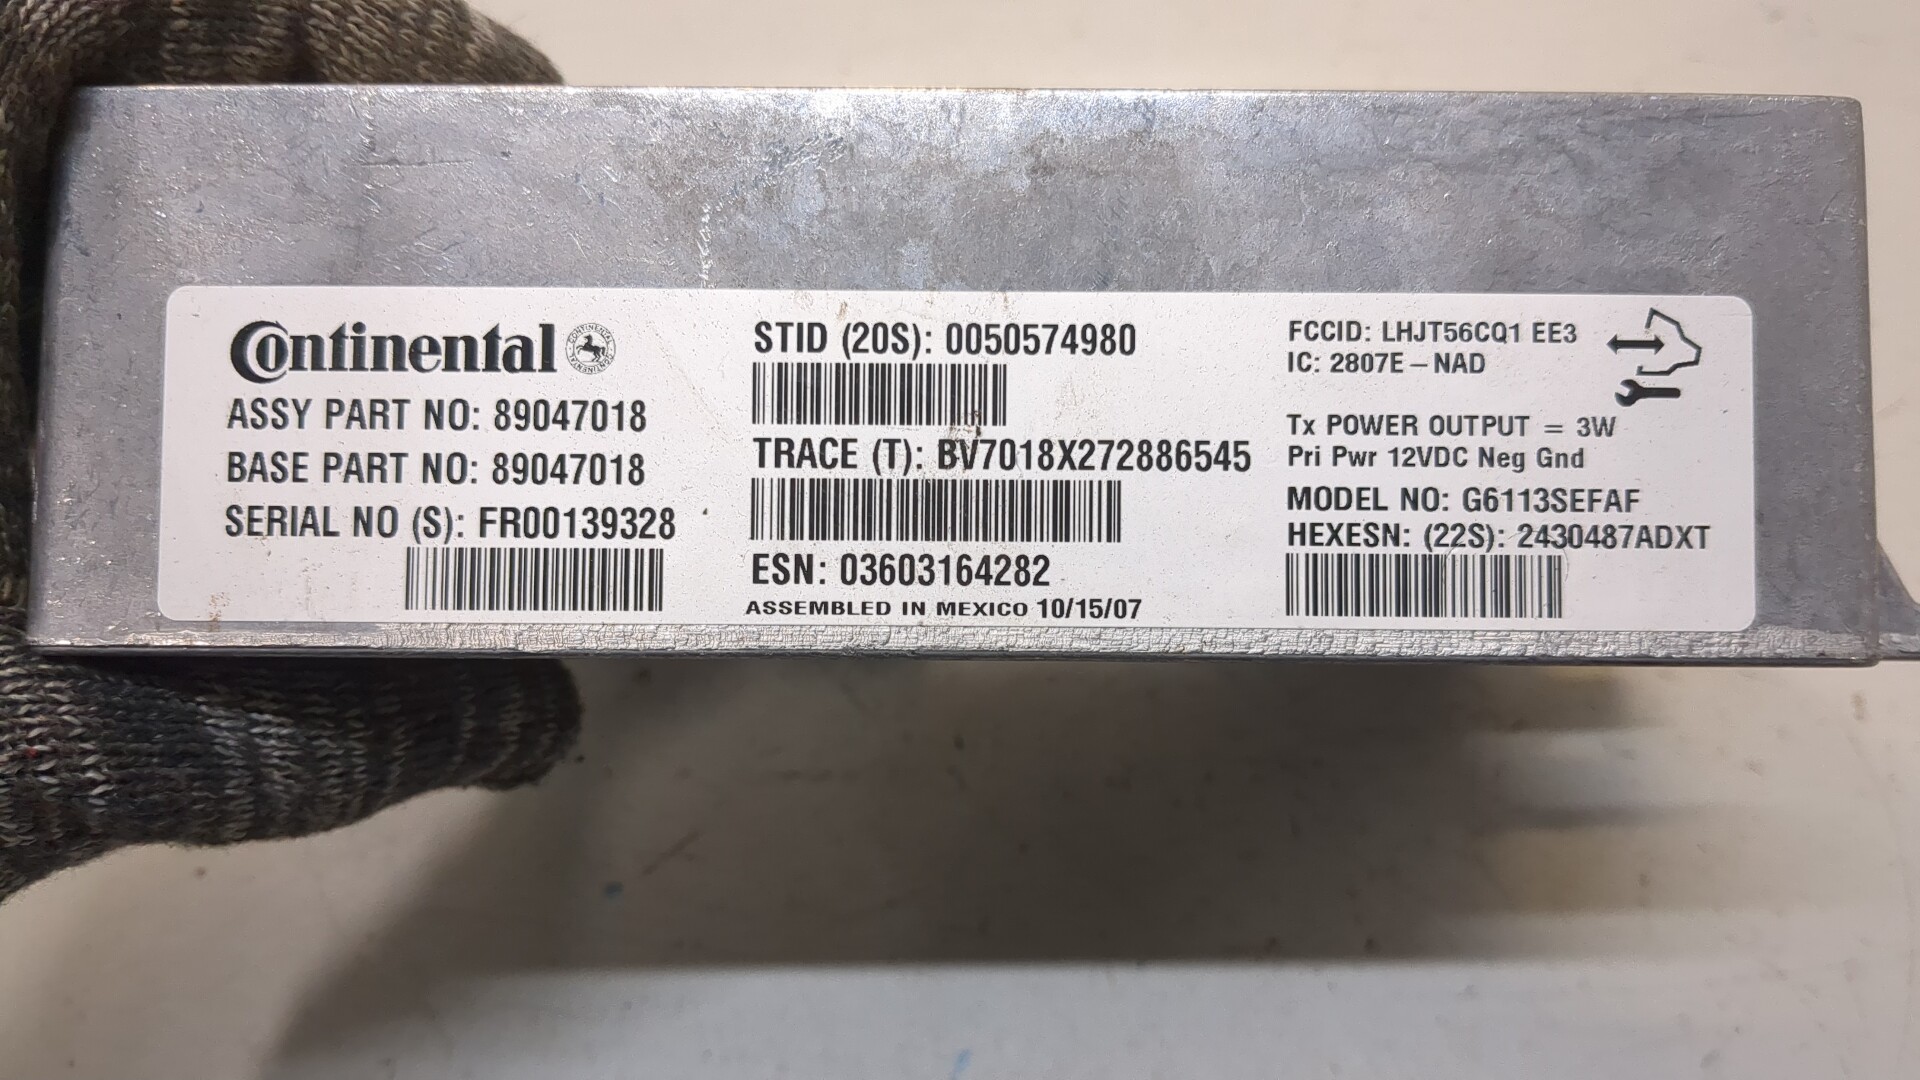 Continental
ASSY PART NO: 89047018
BASE PART NO: 89047018
SERIAL NO (S): FR00139328
STID (20S): 0050574980
TRACE (T): BV7018X272886545
ESN: 03603164282
ASSEMBLED IN MEXICO 10/15/07
FCCID: LHJT56CQ1 EE3
IC: 2807E – NAD
Tx POWER OUTPUT = 3W
Pri Pwr 12VDC Neg Gnd
MODEL NO: G6113SEFAF
HEXESN: (22S): 2430487ADXT